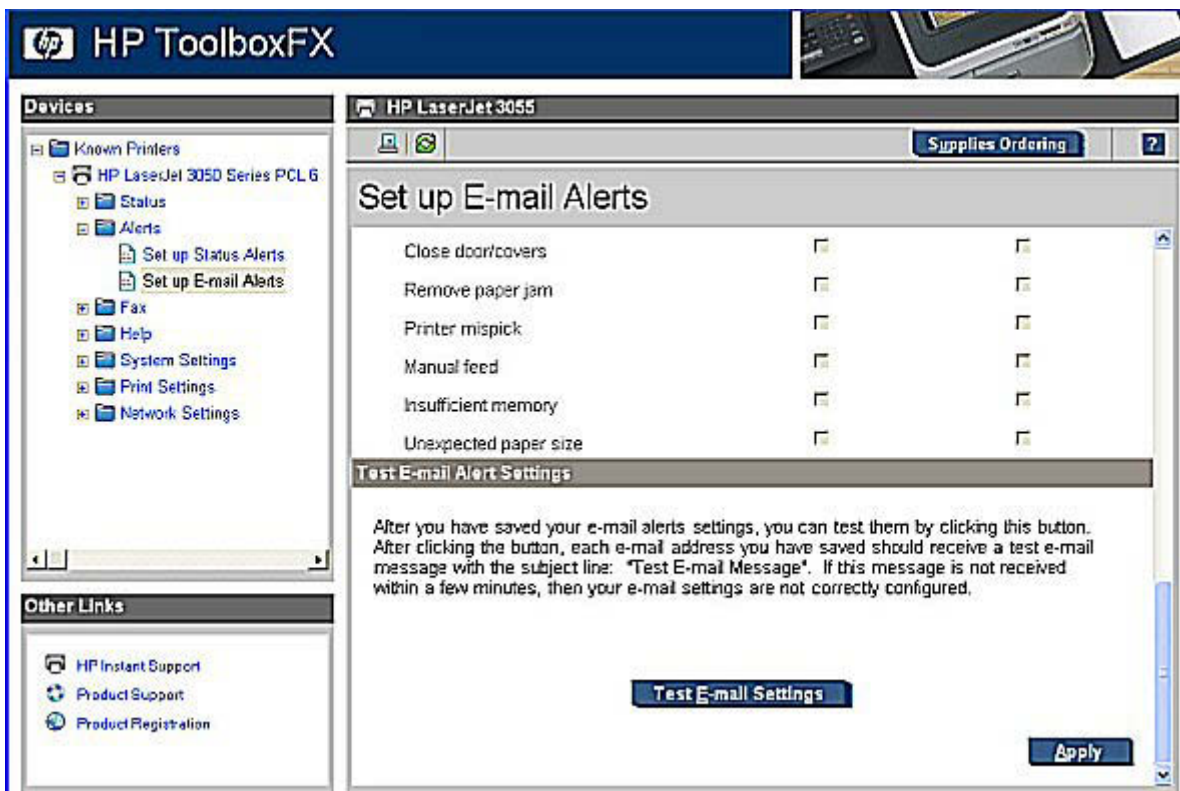 hp HP ToolboxFX
Devices
Known Printers
HP LaserJet 3050 Series PCL 6
Status
Alerts
Set up Status Alerts
Set up E-mail Alerts
Fax
Help
System Settings
Print Settings
Network Settings
Other Links
HP Instant Support
Product Support
Product Registration
HP LaserJet 3055
Supplies Ordering ?
Set up E-mail Alerts
Close door/covers
Remove paper jam
Printer mispick
Manual feed
Insufficient memory
Unexpected paper size
Test E-mail Alert Settings
After you have saved your e-mail alerts settings, you can test them by clicking this button.
After clicking the button, each e-mail address you have saved should receive a test e-mail
message with the subject line: "Test E-mail Message". If this message is not received
within a few minutes, then your e-mail settings are not correctly configured.
Test E-mail Settings
Apply